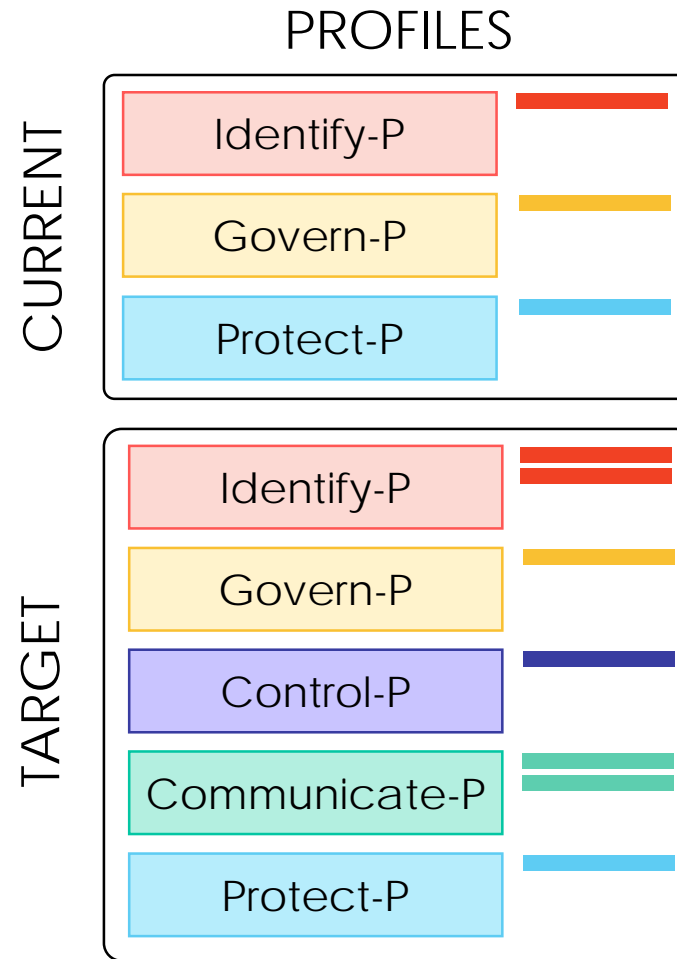 PROFILES
CURRENT
Identify-P
Govern-P
Protect-P
TARGET
Identify-P
Govern-P
Control-P
Communicate-P
Protect-P